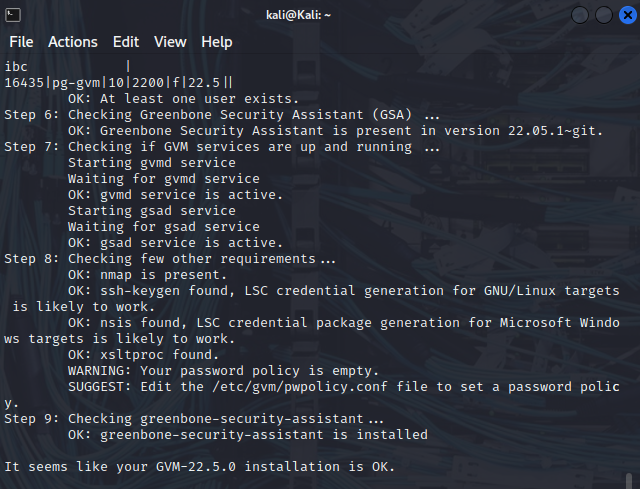 kali@Kali: ~
File Actions Edit View Help
ibc |
16435|pg-gvm|10|2200|f|22.5||
OK: At least one user exists.
Step 6: Checking Greenbone Security Assistant (GSA) ...
OK: Greenbone Security Assistant is present in version 22.05.1~git.
Step 7: Checking if GVM services are up and running ...
Starting gvmd service
Waiting for gvmd service
OK: gvmd service is active.
Starting gsad service
Waiting for gsad service
OK: gsad service is active.
Step 8: Checking few other requirements...
OK: nmap is present.
OK: ssh-keygen found, LSC credential generation for GNU/Linux targets
is likely to work.
OK: nsis found, LSC credential package generation for Microsoft Windo
ws targets is likely to work.
OK: xsltproc found.
WARNING: Your password policy is empty.
SUGGEST: Edit the /etc/gvm/pwpolicy.conf file to set a password polic
y.
Step 9: Checking greenbone-security-assistant...
OK: greenbone-security-assistant is installed
It seems like your GVM-22.5.0 installation is OK.